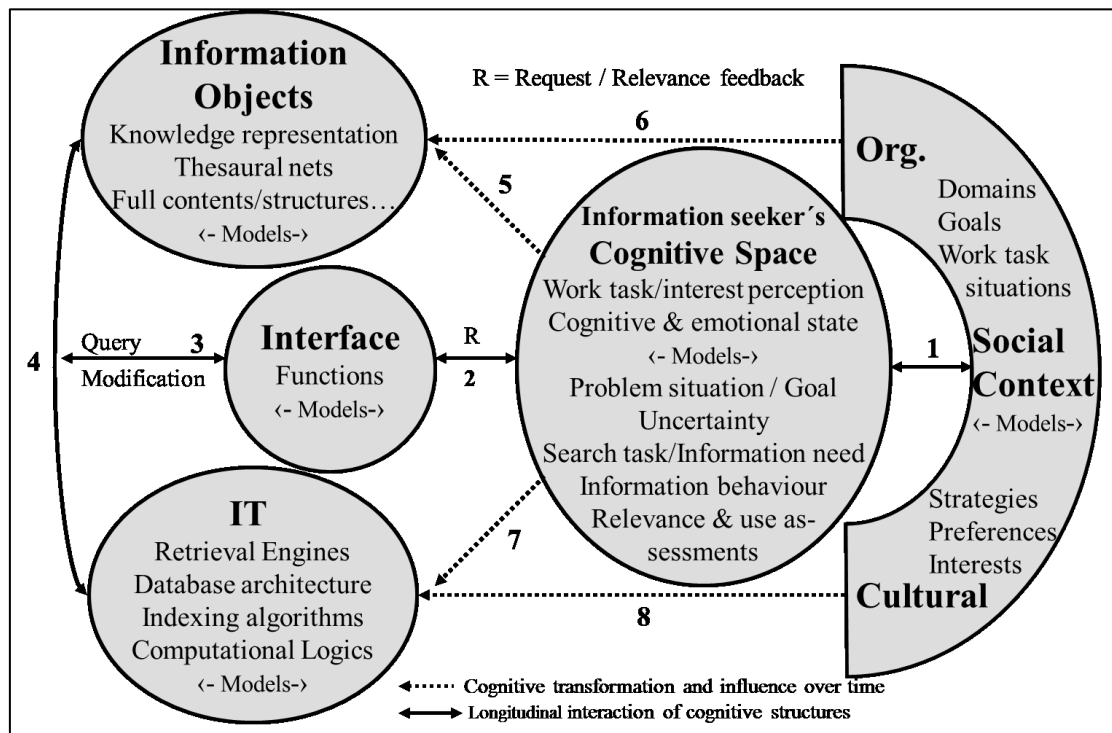 Information
Objects
Knowledge representation
Thesaural nets
Full contents/structures…
‹- Models-›
R = Request / Relevance feedback
6
5
Org.
Domains
Goals
Work task
situations
Social
Context
‹- Models-›
Strategies
Preferences
Interests
Cultural
Information seeker´s
Cognitive Space
Work task/interest perception
Cognitive & emotional state
‹- Models-›
Problem situation / Goal
Uncertainty
Search task/Information need
Information behaviour
Relevance & use as-
sessments
1
R
2
Interface
Functions
‹- Models-›
4
Query 3
Modification
IT
Retrieval Engines
Database architecture
Indexing algorithms
Computational Logics
‹- Models-›
7
8
Cognitive transformation and influence over time
Longitudinal interaction of cognitive structures